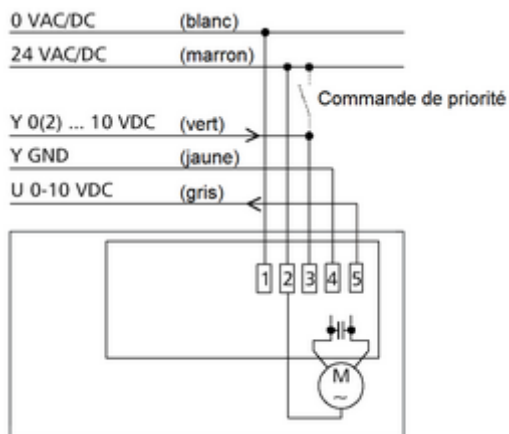 0 VAC/DC (blanc)
24 VAC/DC (marron)
Commande de priorité
Y 0(2) ... 10 VDC (vert)
Y GND (jaune)
U 0-10 VDC (gris)
1 2 3 4 5
M
~